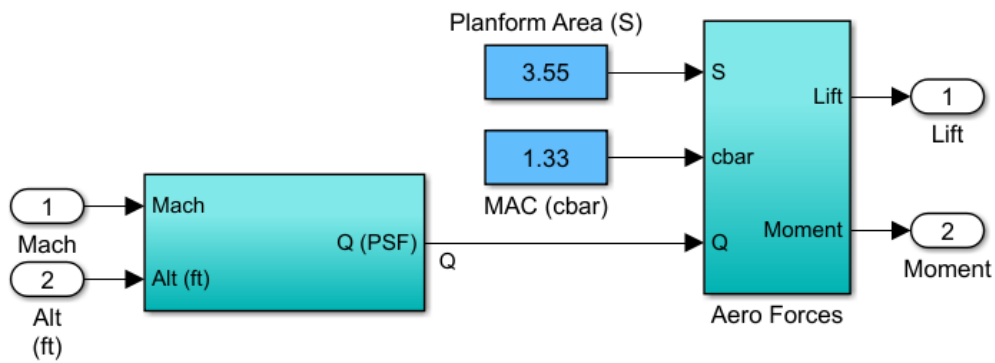 Planform Area (S)
3.55
S
Lift
1
Lift
1.33
cbar
MAC (cbar)
1
Mach
Mach
Q (PSF)
Q
Q
Moment
2
Moment
2
Alt (ft)
Alt
(ft)
Aero Forces